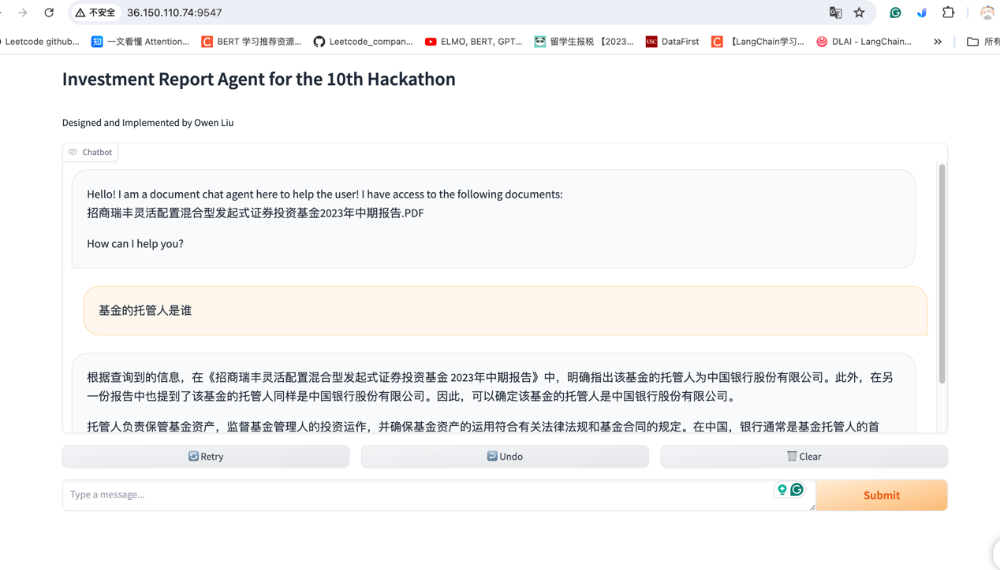 不安全 36.150.110.74:9547
Leetcode github... 知 一文看懂 Attention... C BERT 学习推荐资源... Leetcode_compan... ELMO, BERT, GPT... 留学生报税 【2023... USC DataFirst C 【LangChain学习... DLAI - LangChain... » 所有
Investment Report Agent for the 10th Hackathon
Designed and Implemented by Owen Liu
Chatbot
Hello! I am a document chat agent here to help the user! I have access to the following documents:
招商瑞丰灵活配置混合型发起式证券投资基金2023年中期报告.PDF
How can I help you?
基金的托管人是谁
根据查询到的信息，在《招商瑞丰灵活配置混合型发起式证券投资基金 2023年中期报告》中，明确指出该基金的托管人为中国银行股份有限公司。此外，在另
一份报告中也提到了该基金的托管人同样是中国银行股份有限公司。因此，可以确定该基金的托管人是中国银行股份有限公司。
托管人负责保管基金资产，监督基金管理人的投资运作，并确保基金资产的运用符合有关法律法规和基金合同的规定。在中国，银行通常是基金托管人的首
Retry Undo Clear
Type a message... Submit